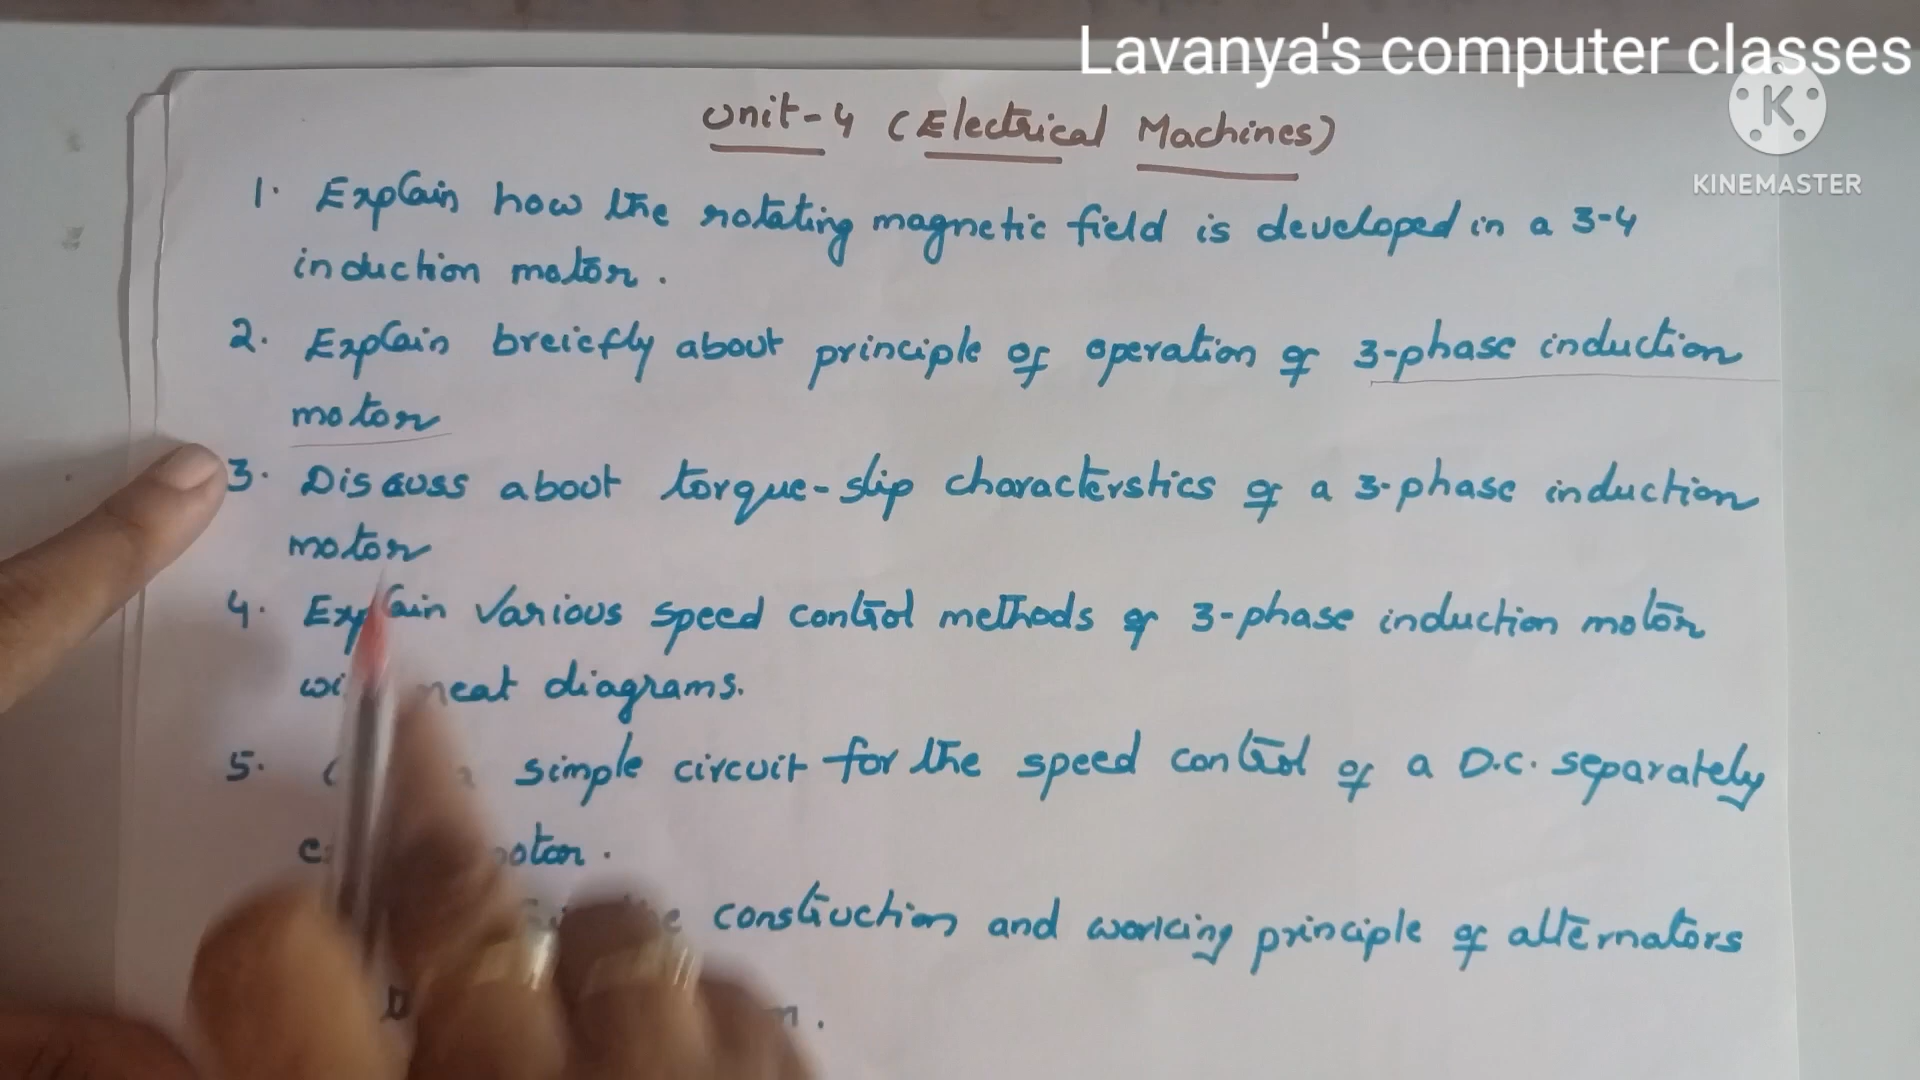 Lavanya's computer classes
KINEMASTER
Unit-4 (Electrical Machines)
1. Explain how the rotating magnetic field is developed in a 3-4
induction motor.
2. Explain breiefly about principle of operation of 3-phase induction
motor
3. Discuss about torque-slip characterstics of a 3-phase induction
motor
4. Explain various speed control methods of 3-phase induction motor
neat diagrams.
5. simple circuit for the speed control of a D.C. separately
construction and working principle of alternators